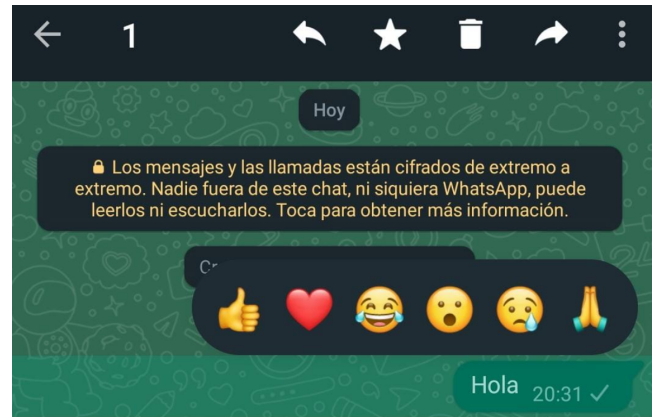 1
Hoy
Los mensajes y las llamadas están cifrados de extremo a
extremo. Nadie fuera de este chat, ni siquiera WhatsApp, puede
leerlos ni escucharlos. Toca para obtener más información.
Hola 20:31